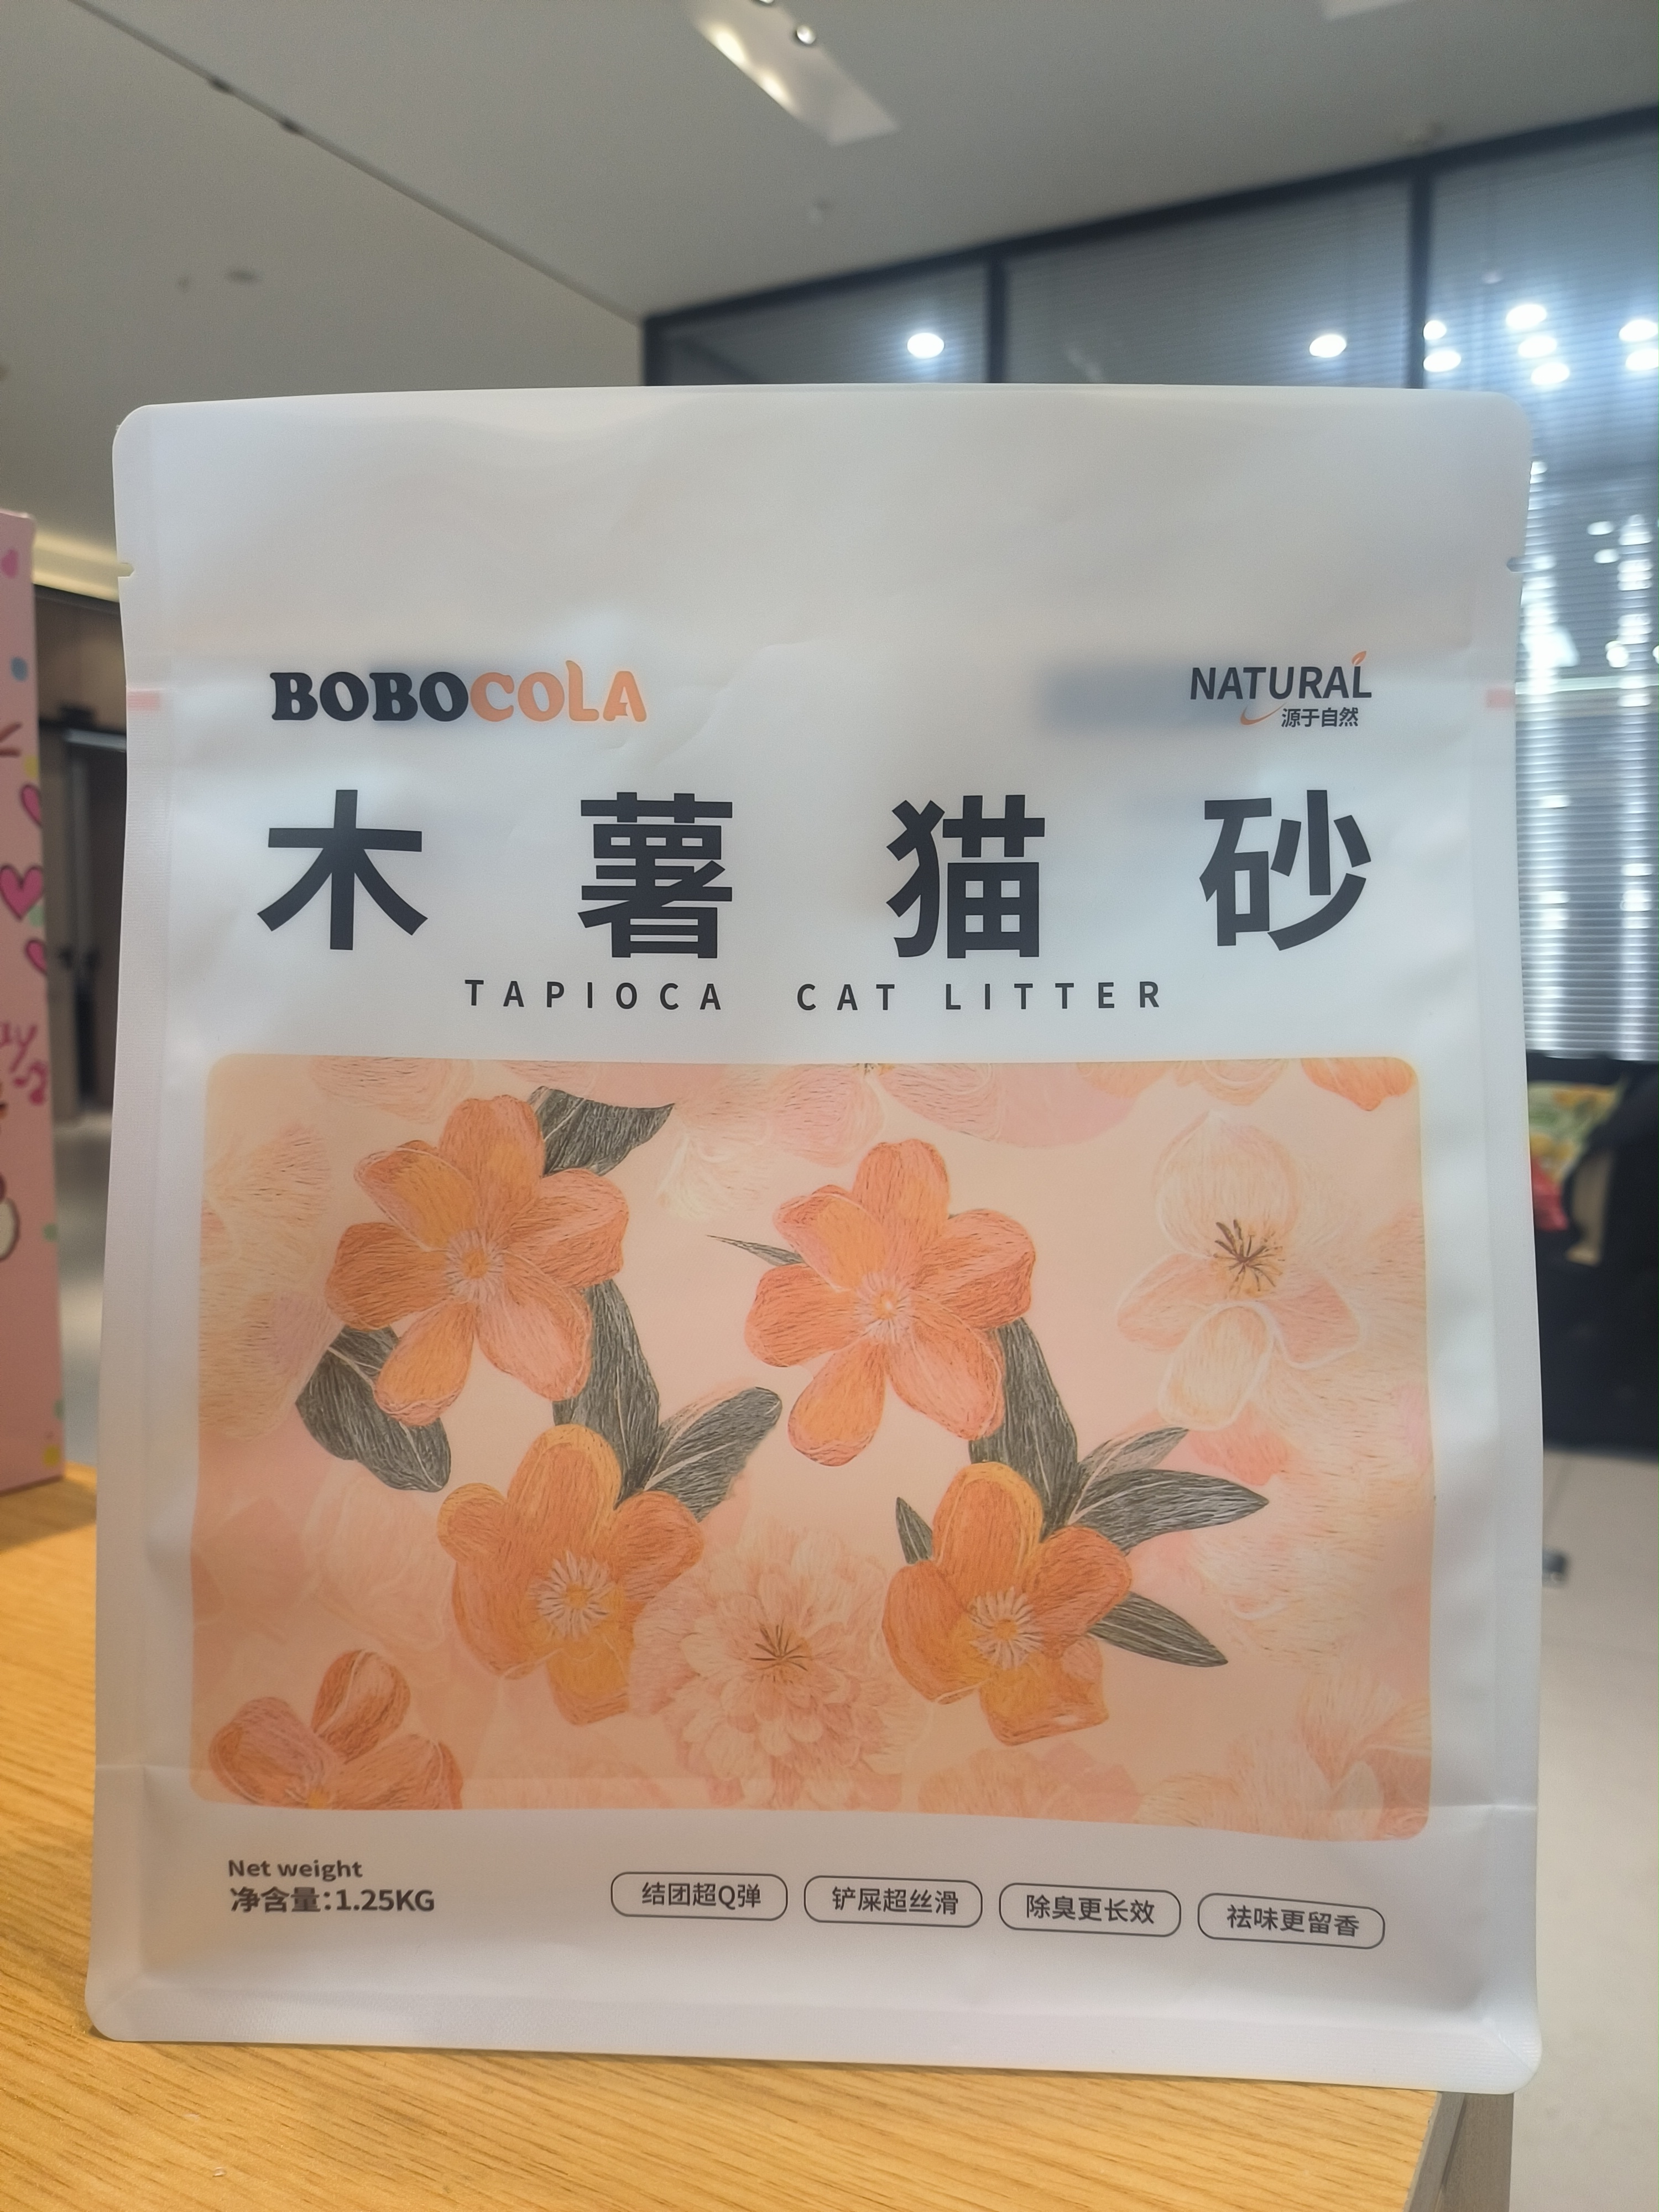 BOBOCOLA
NATURAL
源于自然
木薯猫砂
TAPIOCA CAT LITTER
Net weight
净含量:1.25KG
结团超Q弹
铲屎超丝滑
除臭更长效
祛味更留香